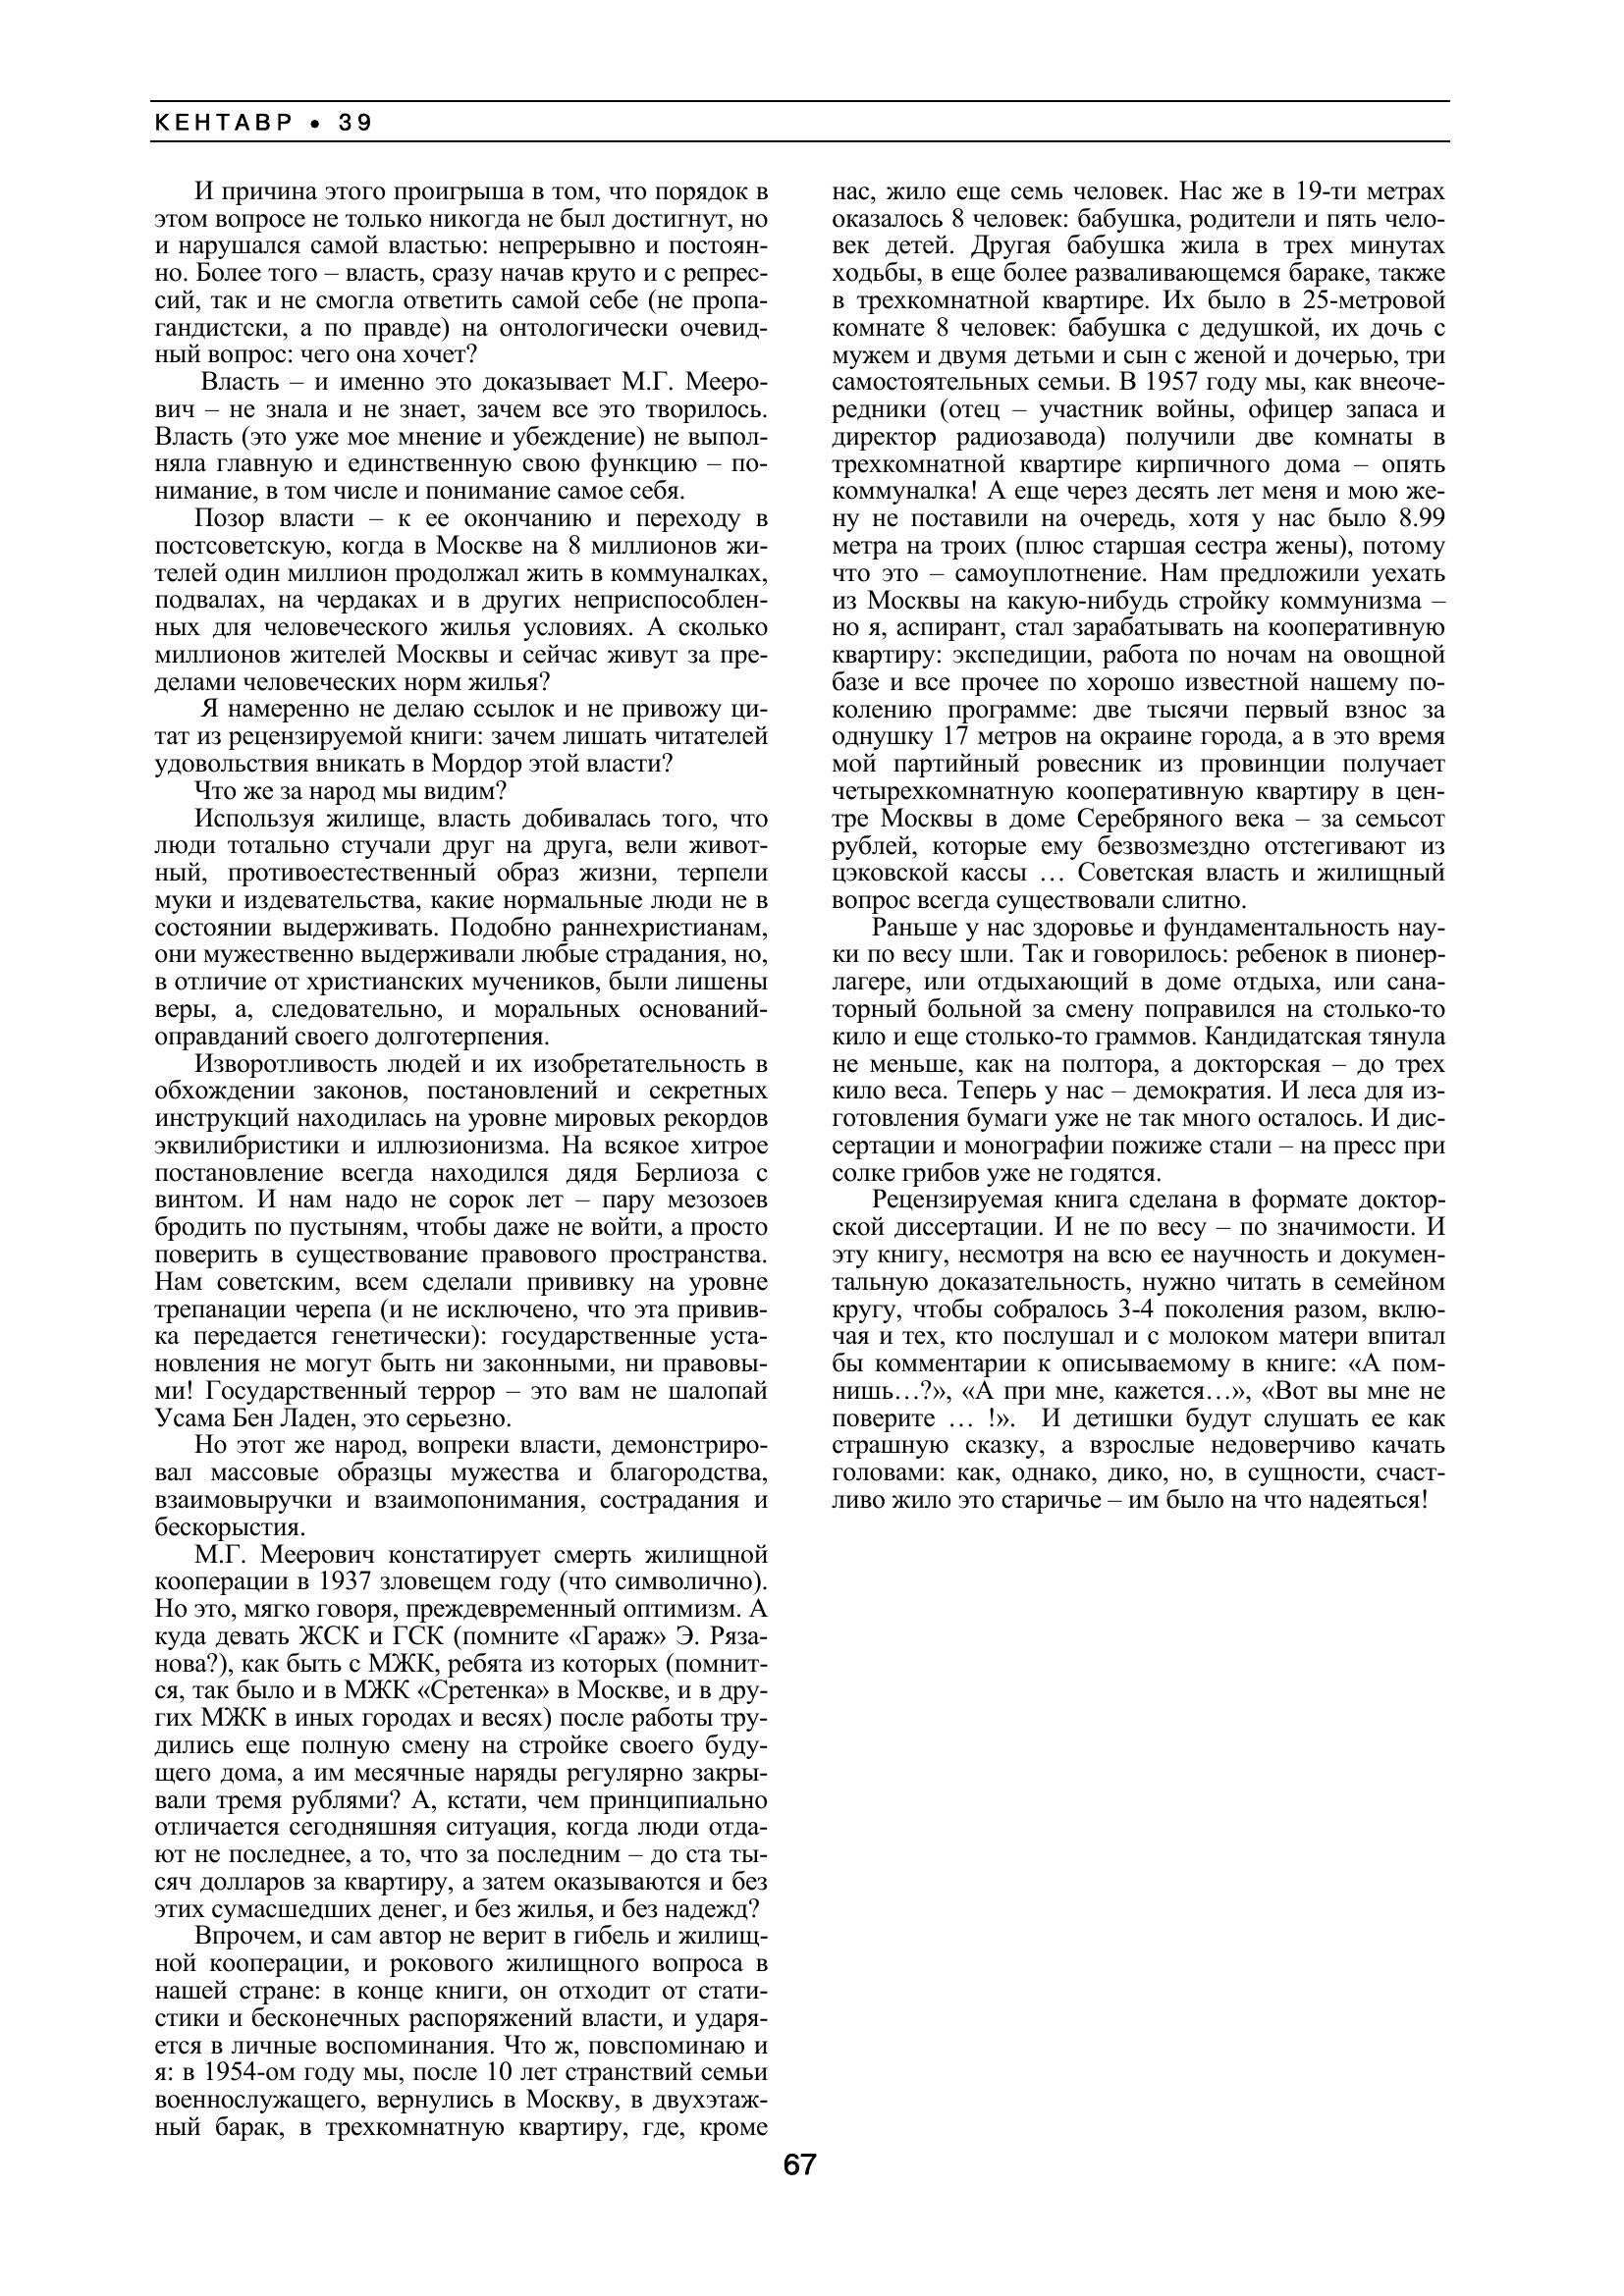 КЕНТАВР • 39
И причина этого проигрыша в том, что порядок в
этом вопросе не только никогда не был достигнут, но
и нарушался самой властью: непрерывно и постоян-
но. Более того – власть, сразу начав круто и с репрес-
сий, так и не смогла ответить самой себе (не пропа-
гандистски, а по правде) на онтологически очевид-
ный вопрос: чего она хочет?
Власть – и именно это доказывает М.Г. Мееро-
вич – не знала и не знает, зачем все это творилось.
Власть (это уже мое мнение и убеждение) не выпол-
няла главную и единственную свою функцию – по-
нимание, в том числе и понимание самое себя.
Позор власти – к ее окончанию и переходу в
постсоветскую, когда в Москве на 8 миллионов жи-
телей один миллион продолжал жить в коммуналках,
подвалах, на чердаках и в других неприспособлен-
ных для человеческого жилья условиях. А сколько
миллионов жителей Москвы и сейчас живут за пре-
делами человеческих норм жилья?
Я намеренно не делаю ссылок и не привожу ци-
тат из рецензируемой книги: зачем лишать читателей
удовольствия вникать в Мордор этой власти?
Что же за народ мы видим?
Используя жилище, власть добивалась того, что
люди тотально стучали друг на друга, вели живот-
ный, противоестественный образ жизни, терпели
муки и издевательства, какие нормальные люди не в
состоянии выдерживать. Подобно раннехристианам,
они мужественно выдерживали любые страдания, но,
в отличие от христианских мучеников, были лишены
веры, а, следовательно, и моральных оснований-
оправданий своего долготерпения.
Изворотливость людей и их изобретательность в
обхождении законов, постановлений и секретных
инструкций находилась на уровне мировых рекордов
эквилибристики и иллюзионизма. На всякое хитрое
постановление всегда находился дядя Берлиоза с
винтом. И нам надо не сорок лет – пару мезозоев
бродить по пустыням, чтобы даже не войти, а просто
поверить в существование правового пространства.
Нам советским, всем сделали прививку на уровне
трепанации черепа (и не исключено, что эта привив-
ка передается генетически): государственные уста-
новления не могут быть ни законными, ни правовы-
ми! Государственный террор – это вам не шалопай
Усама Бен Ладен, это серьезно.
Но этот же народ, вопреки власти, демонстриро-
вал массовые образцы мужества и благородства,
взаимовыручки и взаимопонимания, сострадания и
бескорыстия.
М.Г. Меерович констатирует смерть жилищной
кооперации в 1937 зловещем году (что символично).
Но это, мягко говоря, преждевременный оптимизм. А
куда девать ЖСК и ГСК (помните «Гараж» Э. Ряза-
нова?), как быть с МЖК, ребята из которых (помнит-
ся, так было и в МЖК «Сретенка» в Москве, и в дру-
гих МЖК в иных городах и весях) после работы тру-
дились еще полную смену на стройке своего буду-
щего дома, а им месячные наряды регулярно закры-
вали тремя рублями? А, кстати, чем принципиально
отличается сегодняшняя ситуация, когда люди отда-
ют не последнее, а то, что за последним – до ста ты-
сяч долларов за квартиру, а затем оказываются и без
этих сумасшедших денег, и без жилья, и без надежд?
Впрочем, и сам автор не верит в гибель и жилищ-
ной кооперации, и рокового жилищного вопроса в
нашей стране: в конце книги, он отходит от стати-
стики и бесконечных распоряжений власти, и ударя-
ется в личные воспоминания. Что ж, повспоминаю и
я: в 1954-ом году мы, после 10 лет странствий семьи
военнослужащего, вернулись в Москву, в двухэтаж-
ный барак, в трехкомнатную квартиру, где, кроме
нас, жило еще семь человек. Нас же в 19-ти метрах
оказалось 8 человек: бабушка, родители и пять чело-
век детей. Другая бабушка жила в трех минутах
ходьбы, в еще более разваливающемся бараке, также
в трехкомнатной квартире. Их было в 25-метровой
комнате 8 человек: бабушка с дедушкой, их дочь с
мужем и двумя детьми и сын с женой и дочерью, три
самостоятельных семьи. В 1957 году мы, как внеоче-
редники (отец – участник войны, офицер запаса и
директор радиозавода) получили две комнаты в
трехкомнатной квартире кирпичного дома – опять
коммуналка! А еще через десять лет меня и мою же-
ну не поставили на очередь, хотя у нас было 8.99
метра на троих (плюс старшая сестра жены), потому
что это – самоуплотнение. Нам предложили уехать
из Москвы на какую-нибудь стройку коммунизма –
но я, аспирант, стал зарабатывать на кооперативную
квартиру: экспедиции, работа по ночам на овощной
базе и все прочее по хорошо известной нашему по-
колению программе: две тысячи первый взнос за
однушку 17 метров на окраине города, а в это время
мой партийный ровесник из провинции получает
четырехкомнатную кооперативную квартиру в цен-
тре Москвы в доме Серебряного века – за семьсот
рублей, которые ему безвозмездно отстегивают из
цэковской кассы … Советская власть и жилищный
вопрос всегда существовали слитно.
Раньше у нас здоровье и фундаментальность нау-
ки по весу шли. Так и говорилось: ребенок в пионер-
лагере, или отдыхающий в доме отдыха, или сана-
торный больной за смену поправился на столько-то
кило и еще столько-то граммов. Кандидатская тянула
не меньше, как на полтора, а докторская – до трех
кило веса. Теперь у нас – демократия. И леса для из-
готовления бумаги уже не так много осталось. И дис-
сертации и монографии пожиже стали – на пресс при
солке грибов уже не годятся.
Рецензируемая книга сделана в формате доктор-
ской диссертации. И не по весу – по значимости. И
эту книгу, несмотря на всю ее научность и докумен-
тальную доказательность, нужно читать в семейном
кругу, чтобы собралось 3-4 поколения разом, вклю-
чая и тех, кто послушал и с молоком матери впитал
бы комментарии к описываемому в книге: «А пом-
нишь…?», «А при мне, кажется…», «Вот вы мне не
поверите … !». И детишки будут слушать ее как
страшную сказку, а взрослые недоверчиво качать
головами: как, однако, дико, но, в сущности, счаст-
ливо жило это старичье – им было на что надеяться!
67